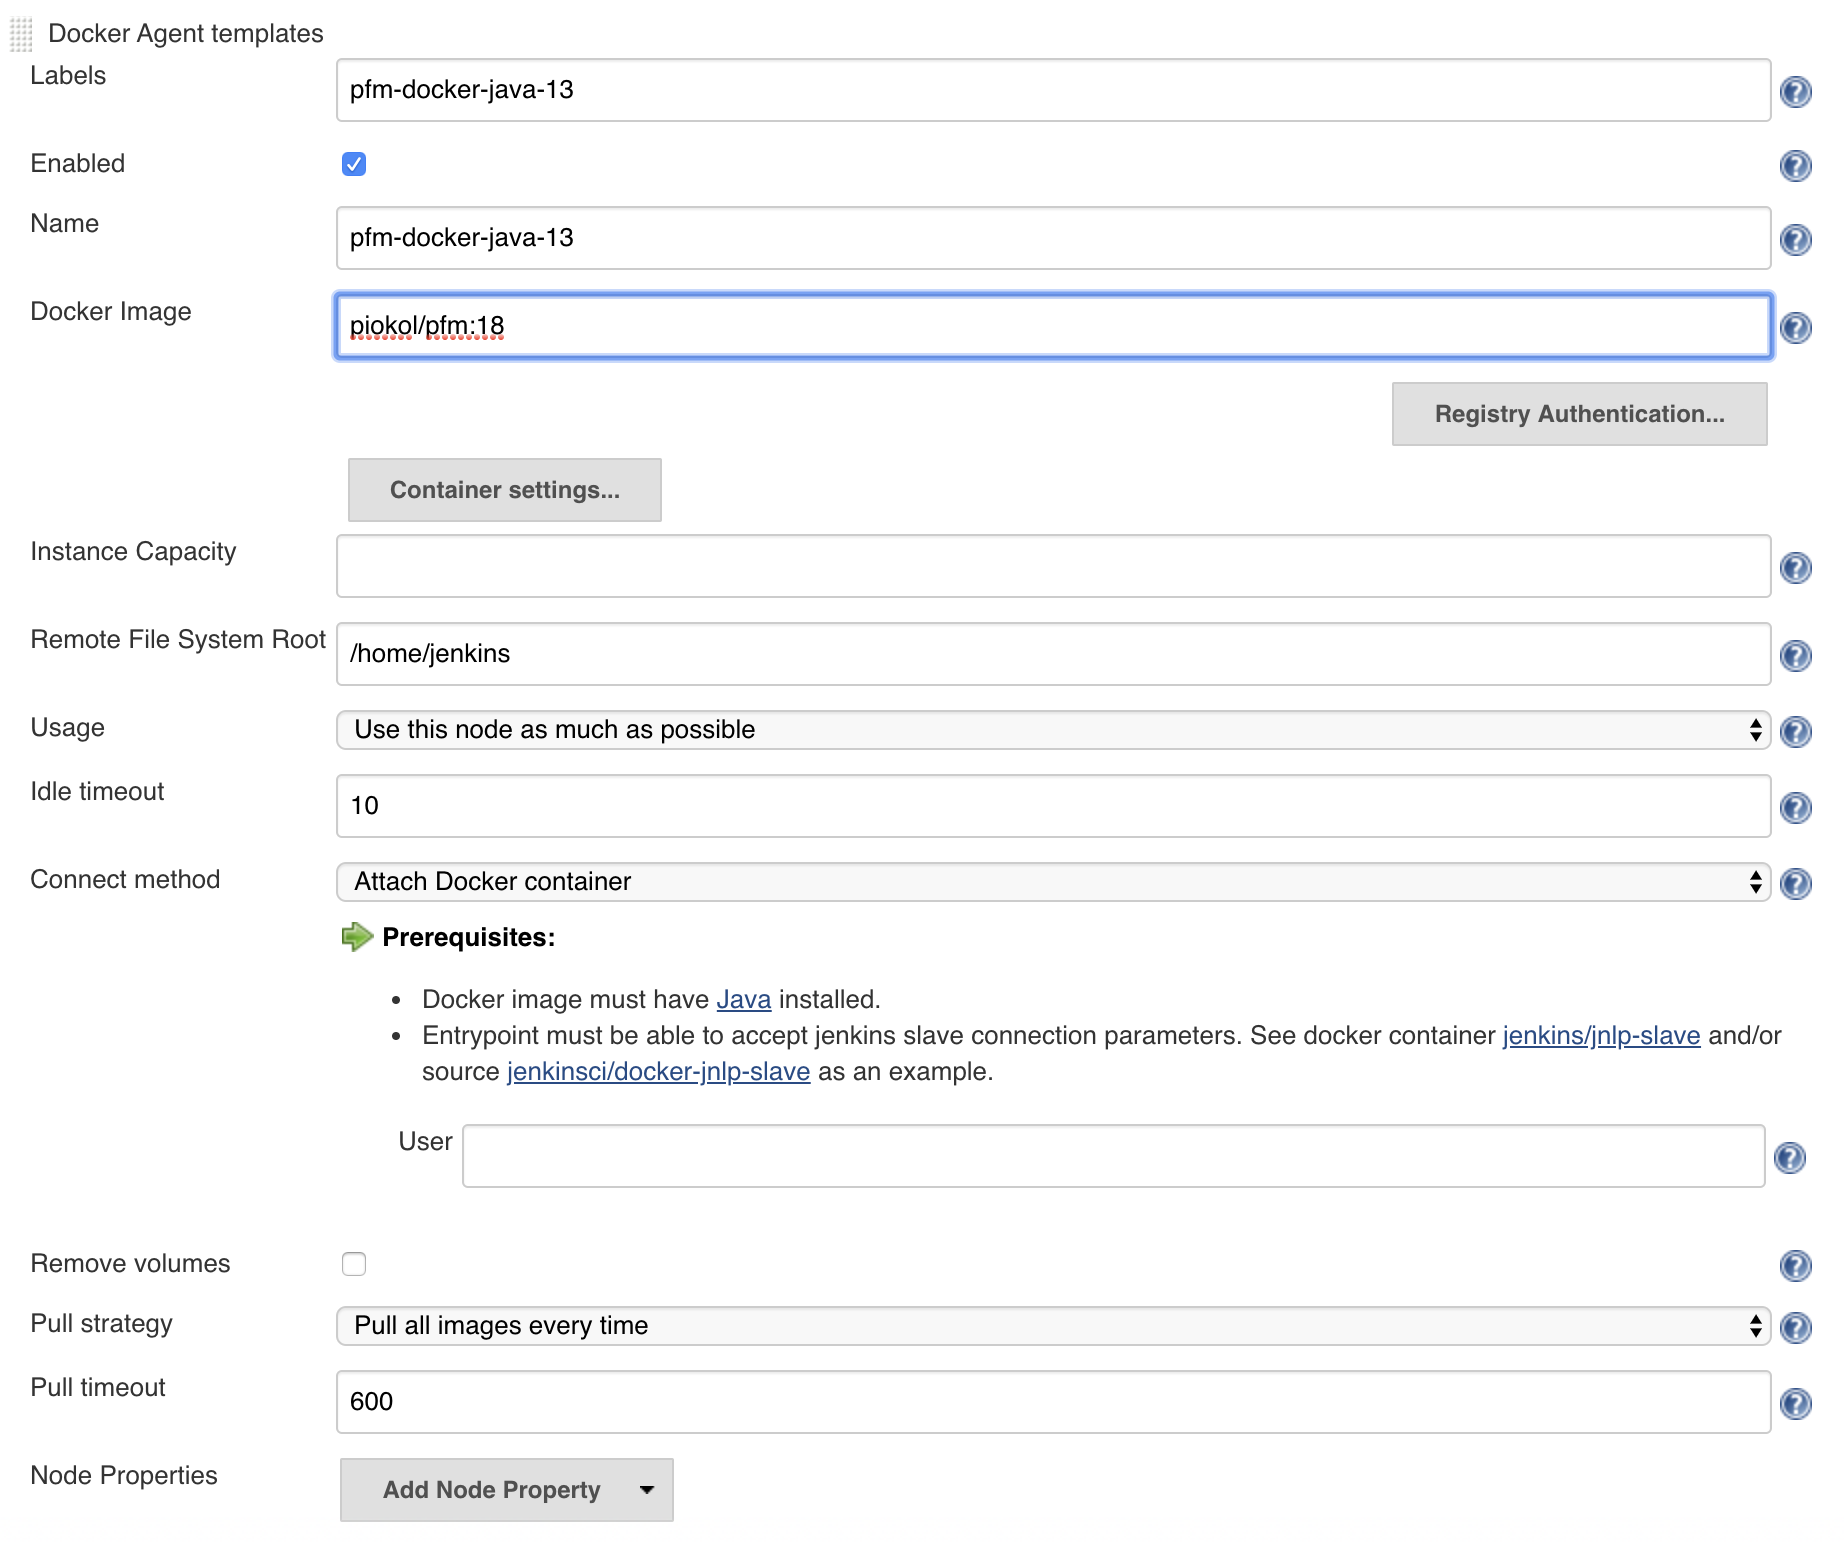 Docker Agent templates
Labels
pfm-docker-java-13
Enabled
Name
pfm-docker-java-13
Docker Image
piokol/pfm:18
Registry Authentication...
Container settings...
Instance Capacity
Remote File System Root
/home/jenkins
Usage
Use this node as much as possible
Idle timeout
10
Connect method
Attach Docker container
Prerequisites:
• Docker image must have Java installed.
• Entrypoint must be able to accept jenkins slave connection parameters. See docker container jenkins/jnlp-slave and/or
source jenkinsci/docker-jnlp-slave as an example.
User
Remove volumes
Pull strategy
Pull all images every time
Pull timeout
600
Node Properties
Add Node Property